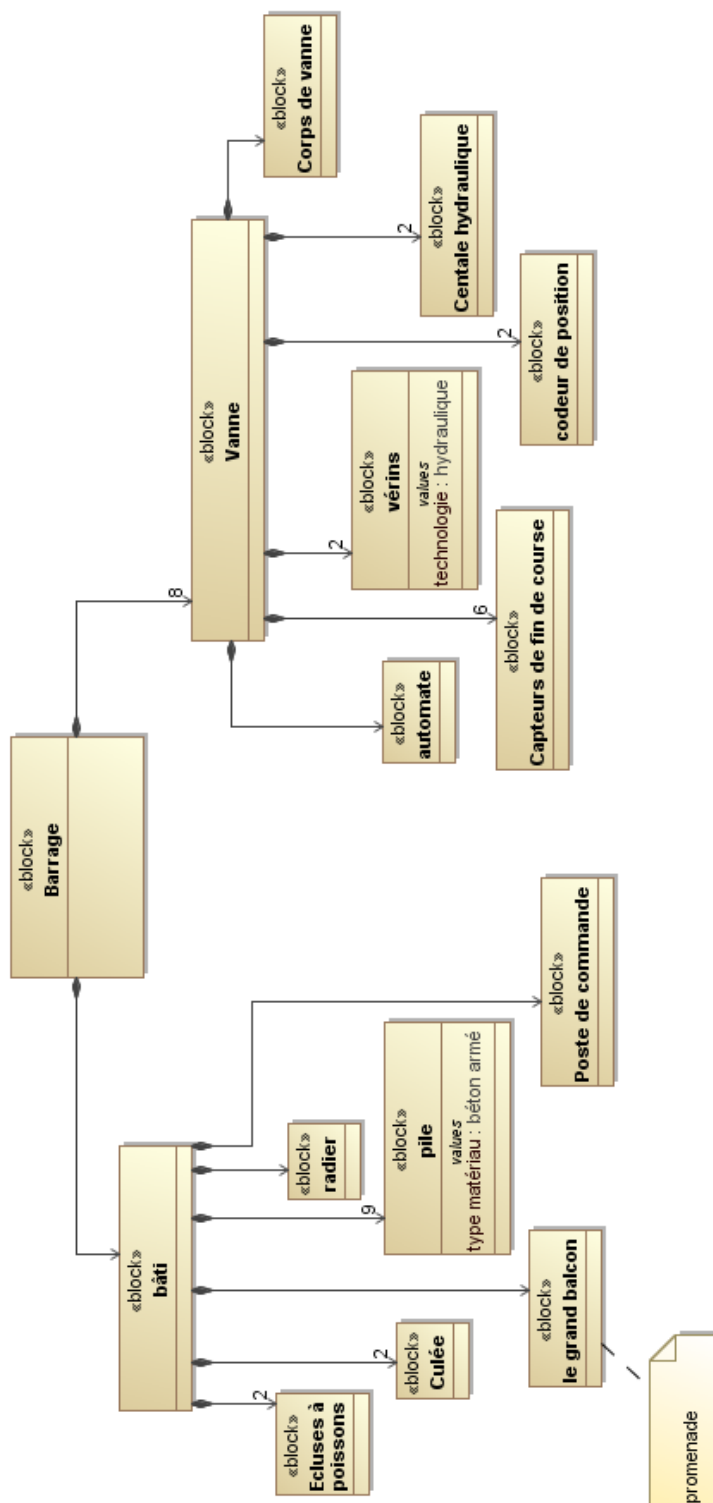 «block»
Barrage
«block»
bâti
8
«block»
Vanne
«block»
Ecluses à
poissons
2
«block»
Culée
2
«block»
le grand balcon
promenade
«block»
pile
values
type matériau : béton armé
9
«block»
radier
«block»
Poste de commande
«block»
automate
«block»
Capteurs de fin de course
6
«block»
vérins
values
technologie : hydraulique
2
«block»
codeur de position
2
«block»
Centale hydraulique
2
«block»
Corps de vanne